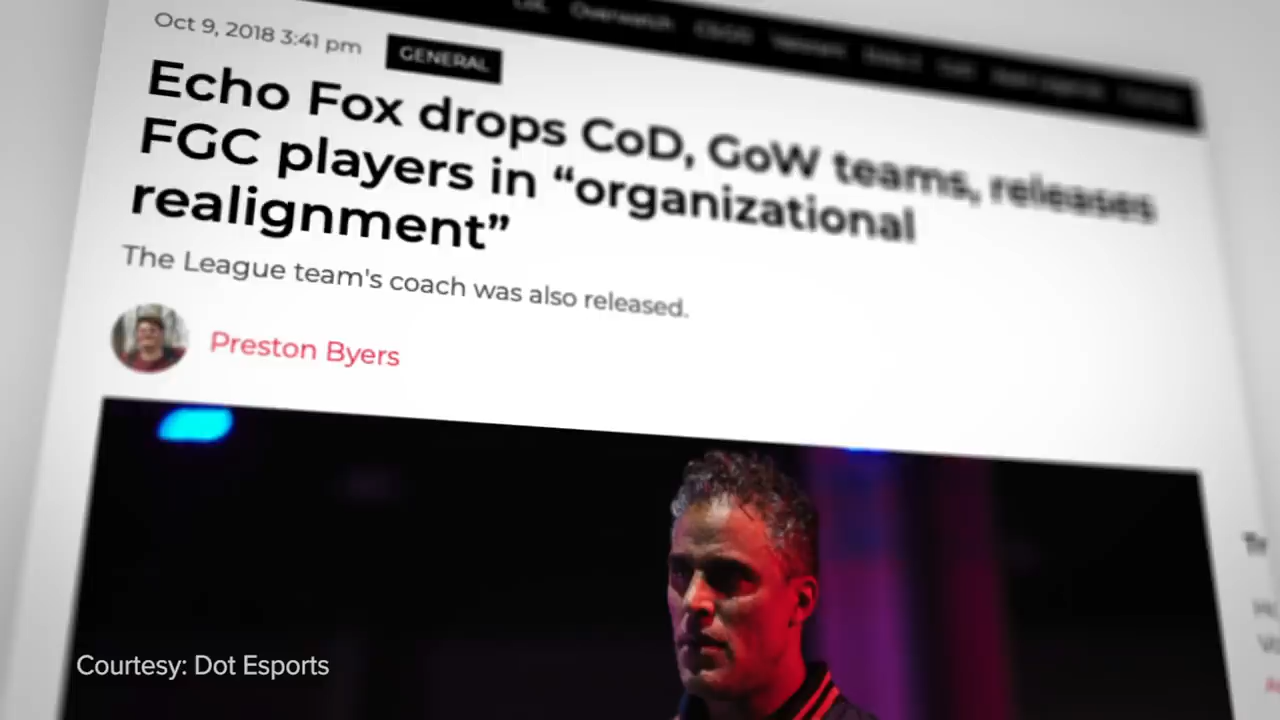 Overwatch
Oct 9, 2018 3:41 pm
GENERAL
Echo Fox drops CoD, GoW teams, releases
FGC players in “organizational
realignment”
The League team's coach was also released.
Preston Byers
Courtesy: Dot Esports